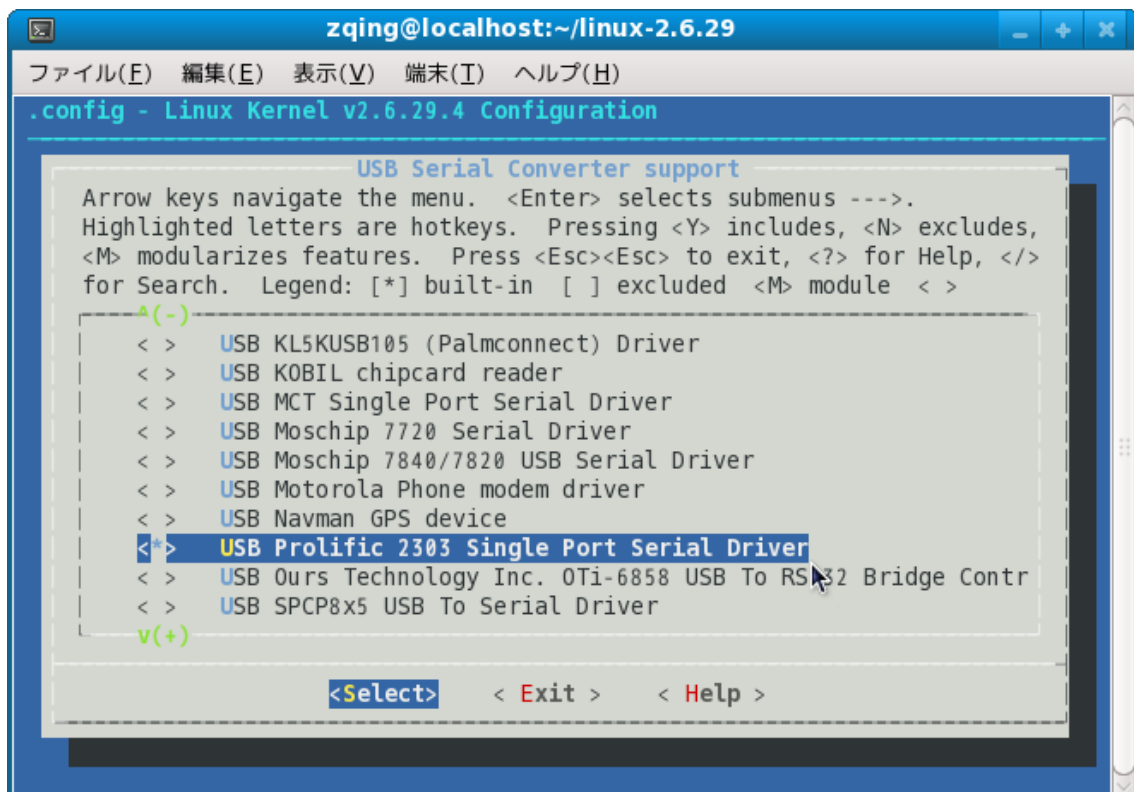 zqing@localhost:~/linux-2.6.29
ファイル(F) 編集(E) 表示(V) 端末(T) ヘルプ(H)
.config - Linux Kernel v2.6.29.4 Configuration
USB Serial Converter support
Arrow keys navigate the menu. <Enter> selects submenus --->.
Highlighted letters are hotkeys. Pressing <Y> includes, <N> excludes,
<M> modularizes features. Press <Esc><Esc> to exit, <?> for Help, </>
for Search. Legend: [*] built-in [ ] excluded <M> module < >
^(-)
< > USB KL5KUSB105 (Palmconnect) Driver
< > USB KOBIL chipcard reader
< > USB MCT Single Port Serial Driver
< > USB Moschip 7720 Serial Driver
< > USB Moschip 7840/7820 USB Serial Driver
< > USB Motorola Phone modem driver
< > USB Navman GPS device
<*> USB Prolific 2303 Single Port Serial Driver
< > USB Ours Technology Inc. OTi-6858 USB To RS232 Bridge Contr
< > USB SPCP8x5 USB To Serial Driver
v(+)
<Select> < Exit > < Help >